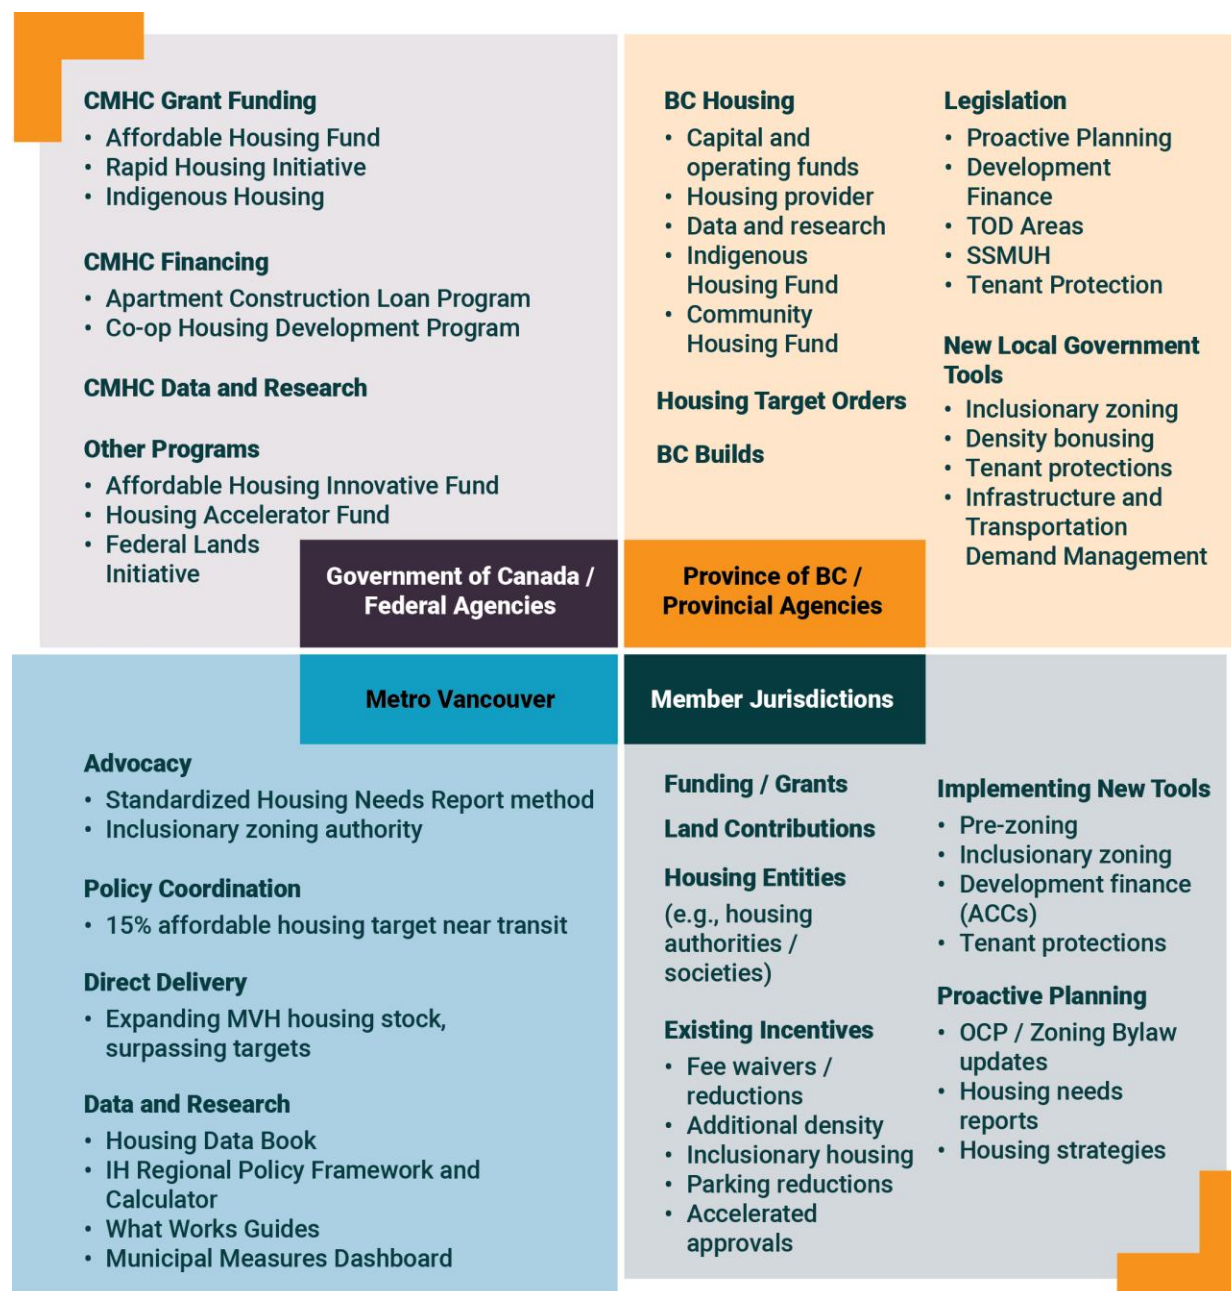 CMHC Grant Funding
• Affordable Housing Fund
• Rapid Housing Initiative
• Indigenous Housing
CMHC Financing
• Apartment Construction Loan Program
• Co-op Housing Development Program
CMHC Data and Research
Other Programs
• Affordable Housing Innovative Fund
• Housing Accelerator Fund
• Federal Lands
Initiative
Government of Canada /
Federal Agencies
BC Housing
• Capital and
operating funds
• Housing provider
• Data and research
• Indigenous
Housing Fund
• Community
Housing Fund
Housing Target Orders
BC Builds
Legislation
• Proactive Planning
• Development
Finance
• TOD Areas
• SSMUH
• Tenant Protection
New Local Government
Tools
• Inclusionary zoning
• Density bonusing
• Tenant protections
• Infrastructure and
Transportation
Demand Management
Province of BC /
Provincial Agencies
Metro Vancouver
Advocacy
• Standardized Housing Needs Report method
• Inclusionary zoning authority
Policy Coordination
• 15% affordable housing target near transit
Direct Delivery
• Expanding MVH housing stock,
surpassing targets
Data and Research
• Housing Data Book
• IH Regional Policy Framework and
Calculator
• What Works Guides
• Municipal Measures Dashboard
Member Jurisdictions
Funding / Grants
Land Contributions
Housing Entities
(e.g., housing
authorities /
societies)
Existing Incentives
• Fee waivers /
reductions
• Additional density
• Inclusionary housing
• Parking reductions
• Accelerated
approvals
Implementing New Tools
• Pre-zoning
• Inclusionary zoning
• Development finance
(ACCs)
• Tenant protections
Proactive Planning
• OCP / Zoning Bylaw
updates
• Housing needs
reports
• Housing strategies